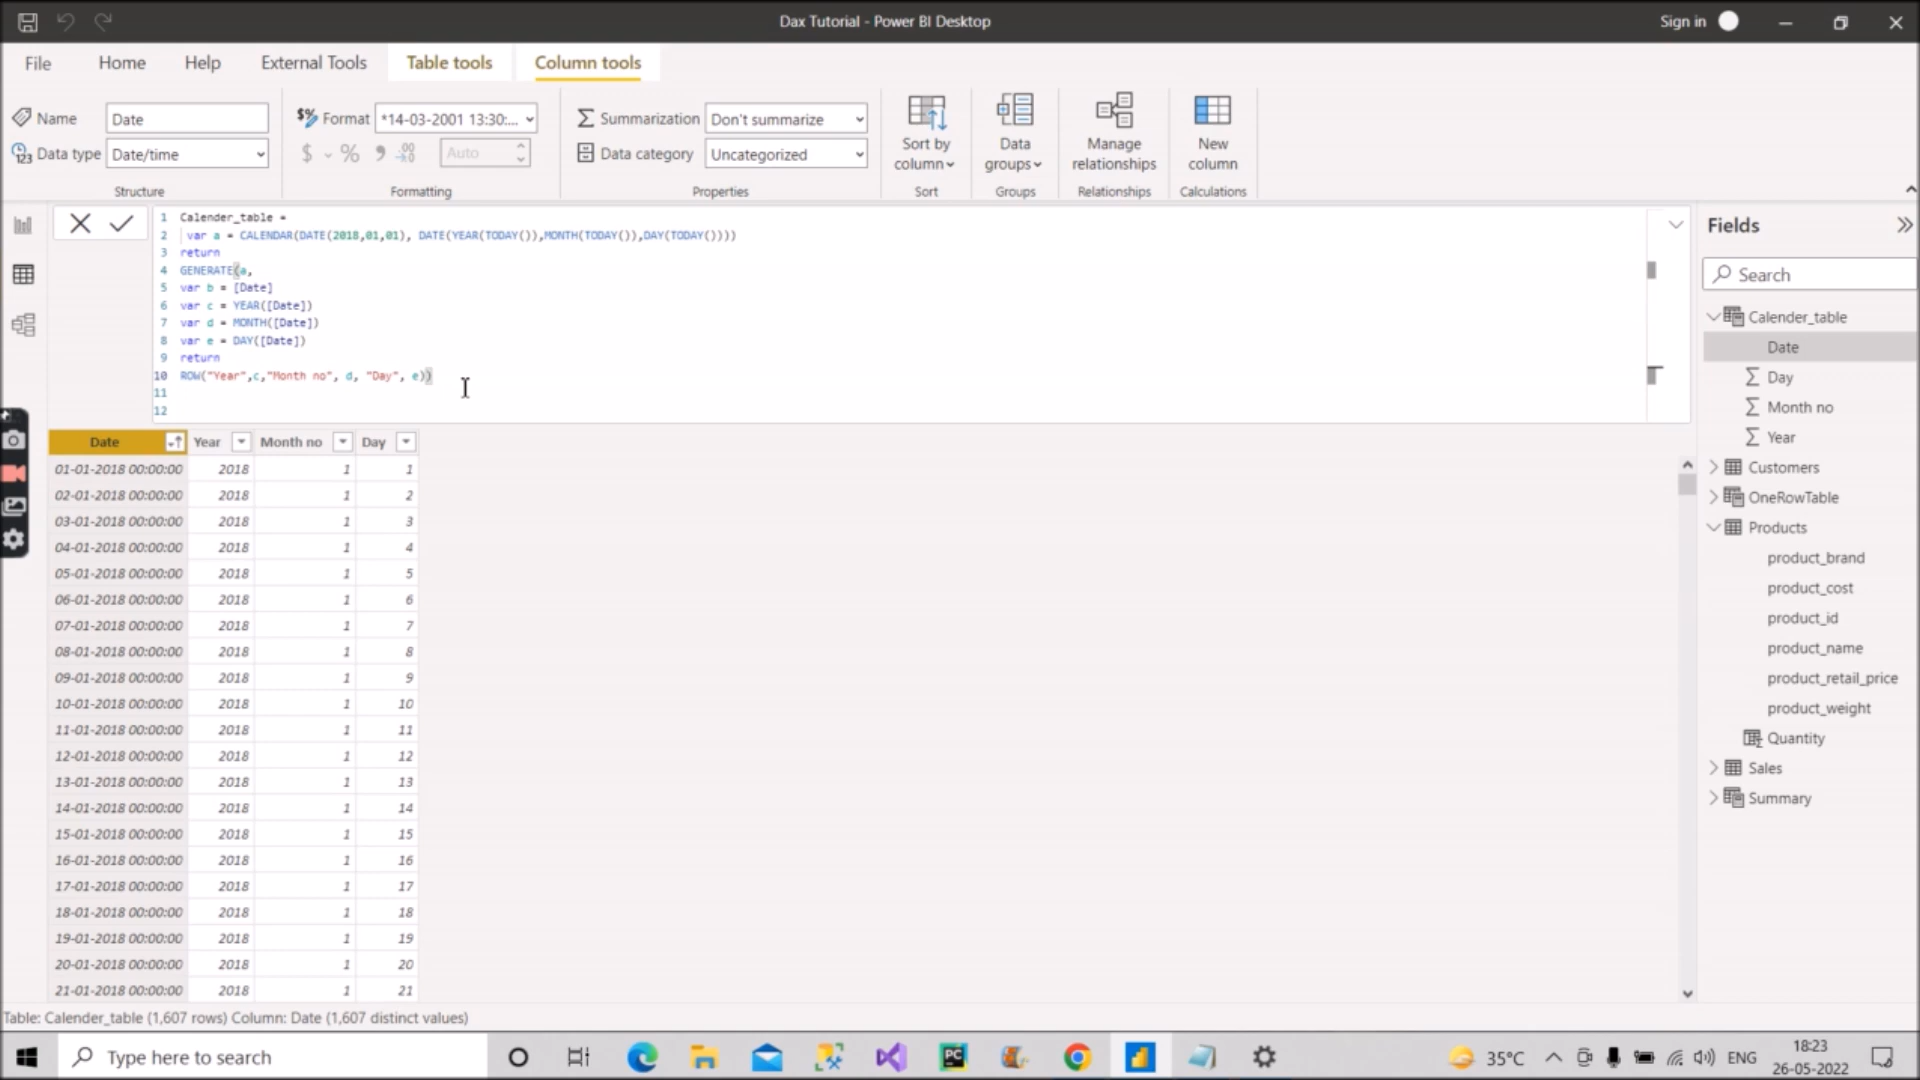 Dax Tutorial - Power BI Desktop
Sign in
File Home Help External Tools Table tools Column tools
Name Date
Data type Date/time
Structure
Format *14-03-2001 13:30:...
$ % 9 Auto
Formatting
Summarization Don't summarize
Data category Uncategorized
Properties
Sort by
column
Sort
Data
groups
Groups
Manage
relationships
Relationships
New
column
Calculations
1 Calender_table =
2 var a = CALENDAR(DATE(2018,01,01), DATE(YEAR(TODAY()),MONTH(TODAY()),DAY(TODAY())))
3 return
4 GENERATE(a,
5 var b = [Date]
6 var c = YEAR([Date])
7 var d = MONTH([Date])
8 var e = DAY([Date])
9 return
10 ROW("Year",c,"Month no", d, "Day", e))
11
12
Date Year Month no Day
01-01-2018 00:00:00 2018 1 1
02-01-2018 00:00:00 2018 1 2
03-01-2018 00:00:00 2018 1 3
04-01-2018 00:00:00 2018 1 4
05-01-2018 00:00:00 2018 1 5
06-01-2018 00:00:00 2018 1 6
07-01-2018 00:00:00 2018 1 7
08-01-2018 00:00:00 2018 1 8
09-01-2018 00:00:00 2018 1 9
10-01-2018 00:00:00 2018 1 10
11-01-2018 00:00:00 2018 1 11
12-01-2018 00:00:00 2018 1 12
13-01-2018 00:00:00 2018 1 13
14-01-2018 00:00:00 2018 1 14
15-01-2018 00:00:00 2018 1 15
16-01-2018 00:00:00 2018 1 16
17-01-2018 00:00:00 2018 1 17
18-01-2018 00:00:00 2018 1 18
19-01-2018 00:00:00 2018 1 19
20-01-2018 00:00:00 2018 1 20
21-01-2018 00:00:00 2018 1 21
Fields
Search
Calender_table
Date
Day
Month no
Year
Customers
OneRowTable
Products
product_brand
product_cost
product_id
product_name
product_retail_price
product_weight
Quantity
Sales
Summary
Table: Calender_table (1,607 rows) Column: Date (1,607 distinct values)
Type here to search
PC
35°C
ENG
18:23
26-05-2022